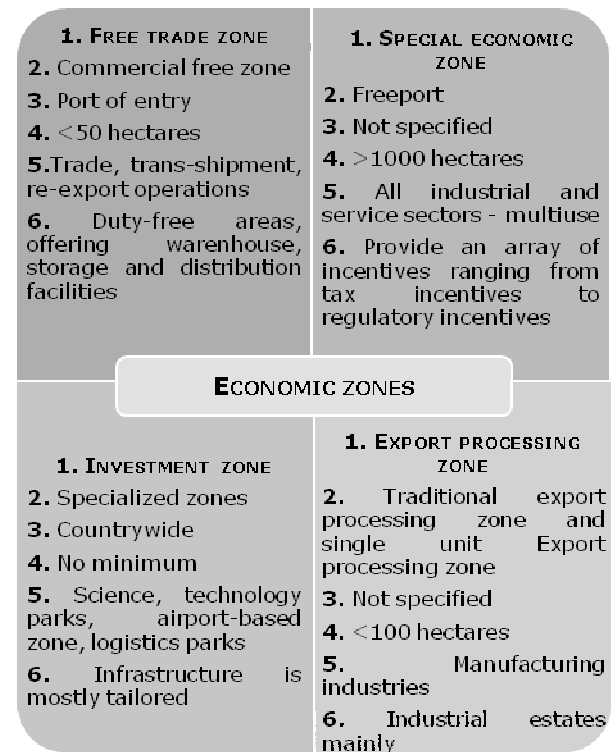 1. FREE TRADE ZONE
2. Commercial free zone
3. Port of entry
4. <50 hectares
5.Trade, trans-shipment,
re-export operations
6. Duty-free areas,
offering warehouse,
storage and distribution
facilities
1. SPECIAL ECONOMIC
ZONE
2. Freeport
3. Not specified
4. >1000 hectares
5. All industrial and
service sectors - multiuse
6. Provide an array of
incentives ranging from
tax incentives to
regulatory incentives
ECONOMIC ZONES
1. INVESTMENT ZONE
2. Specialized zones
3. Countrywide
4. No minimum
5. Science, technology
parks, airport-based
zone, logistics parks
6. Infrastructure is
mostly tailored
1. EXPORT PROCESSING
ZONE
2. Traditional export
processing zone and
single unit Export
processing zone
3. Not specified
4. <100 hectares
5. Manufacturing
industries
6. Industrial estates
mainly